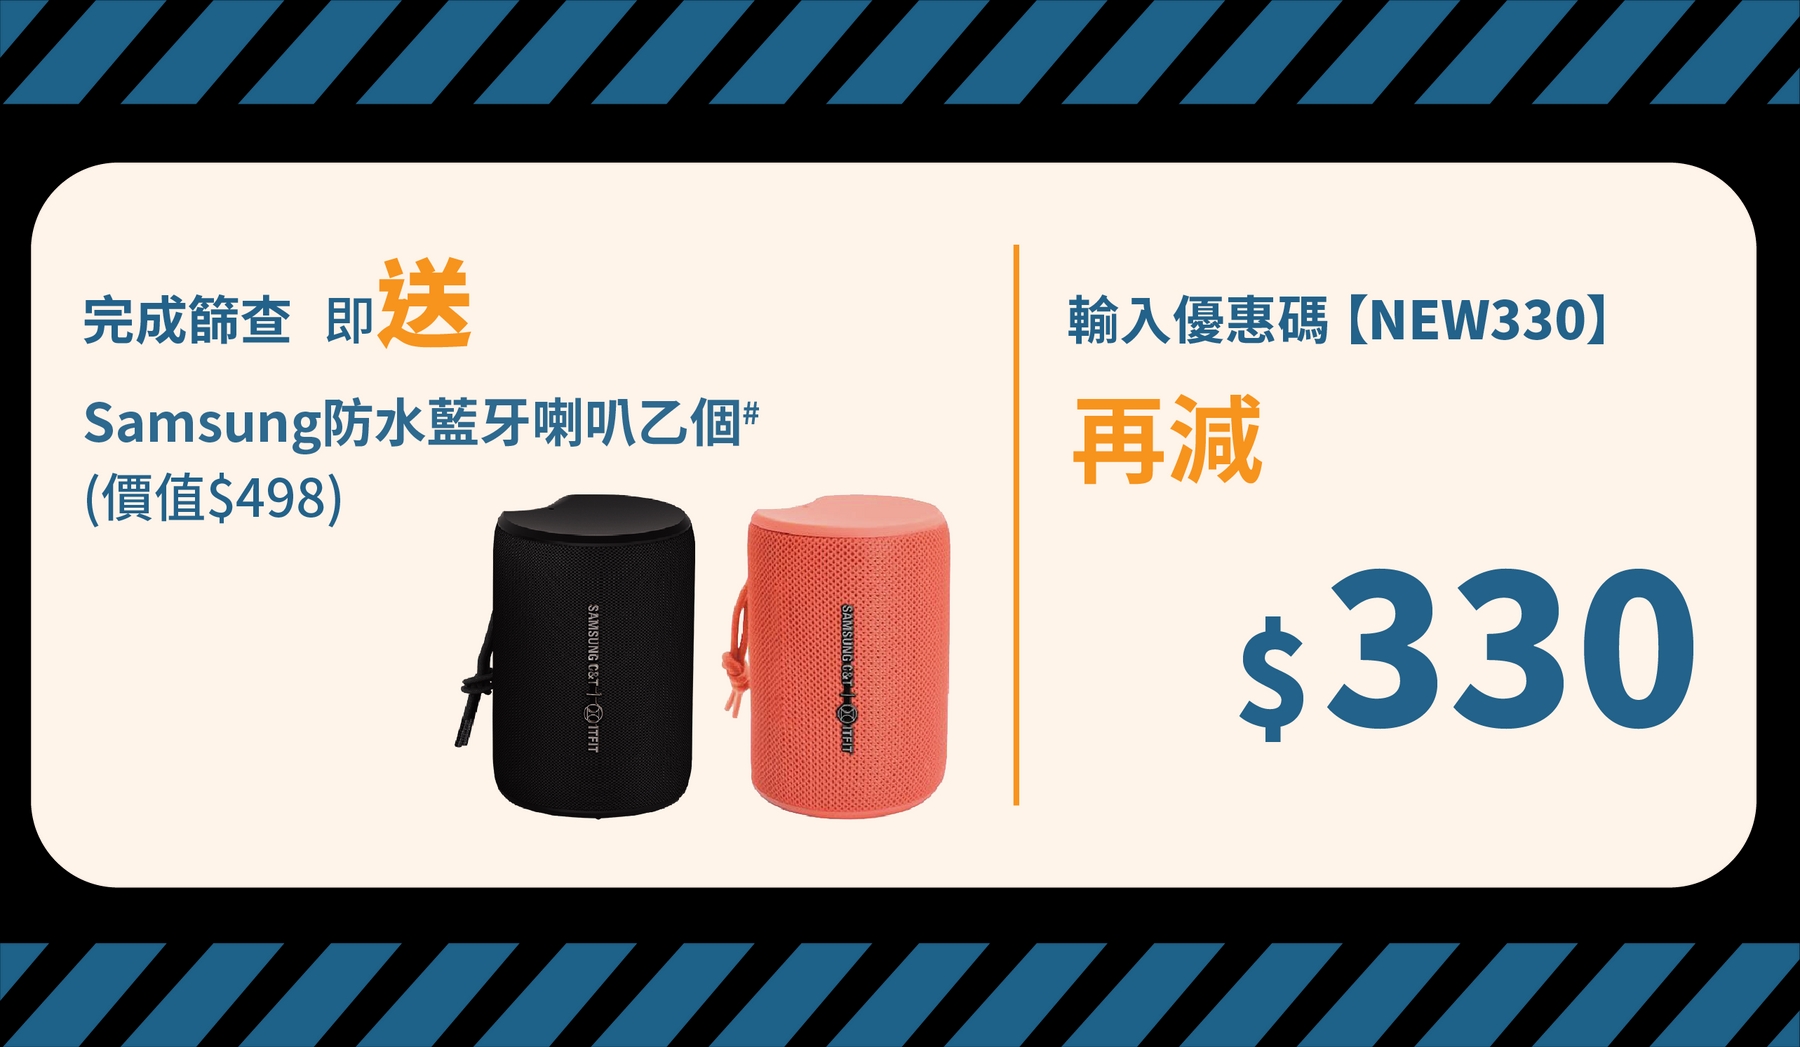 完成篩查 即送
Samsung防水藍牙喇叭乙個#
(價值$498)
SAMSUNG C&T | ITFIT
SAMSUNG C&T | ITFIT
輸入優惠碼【NEW330】
再減
$330